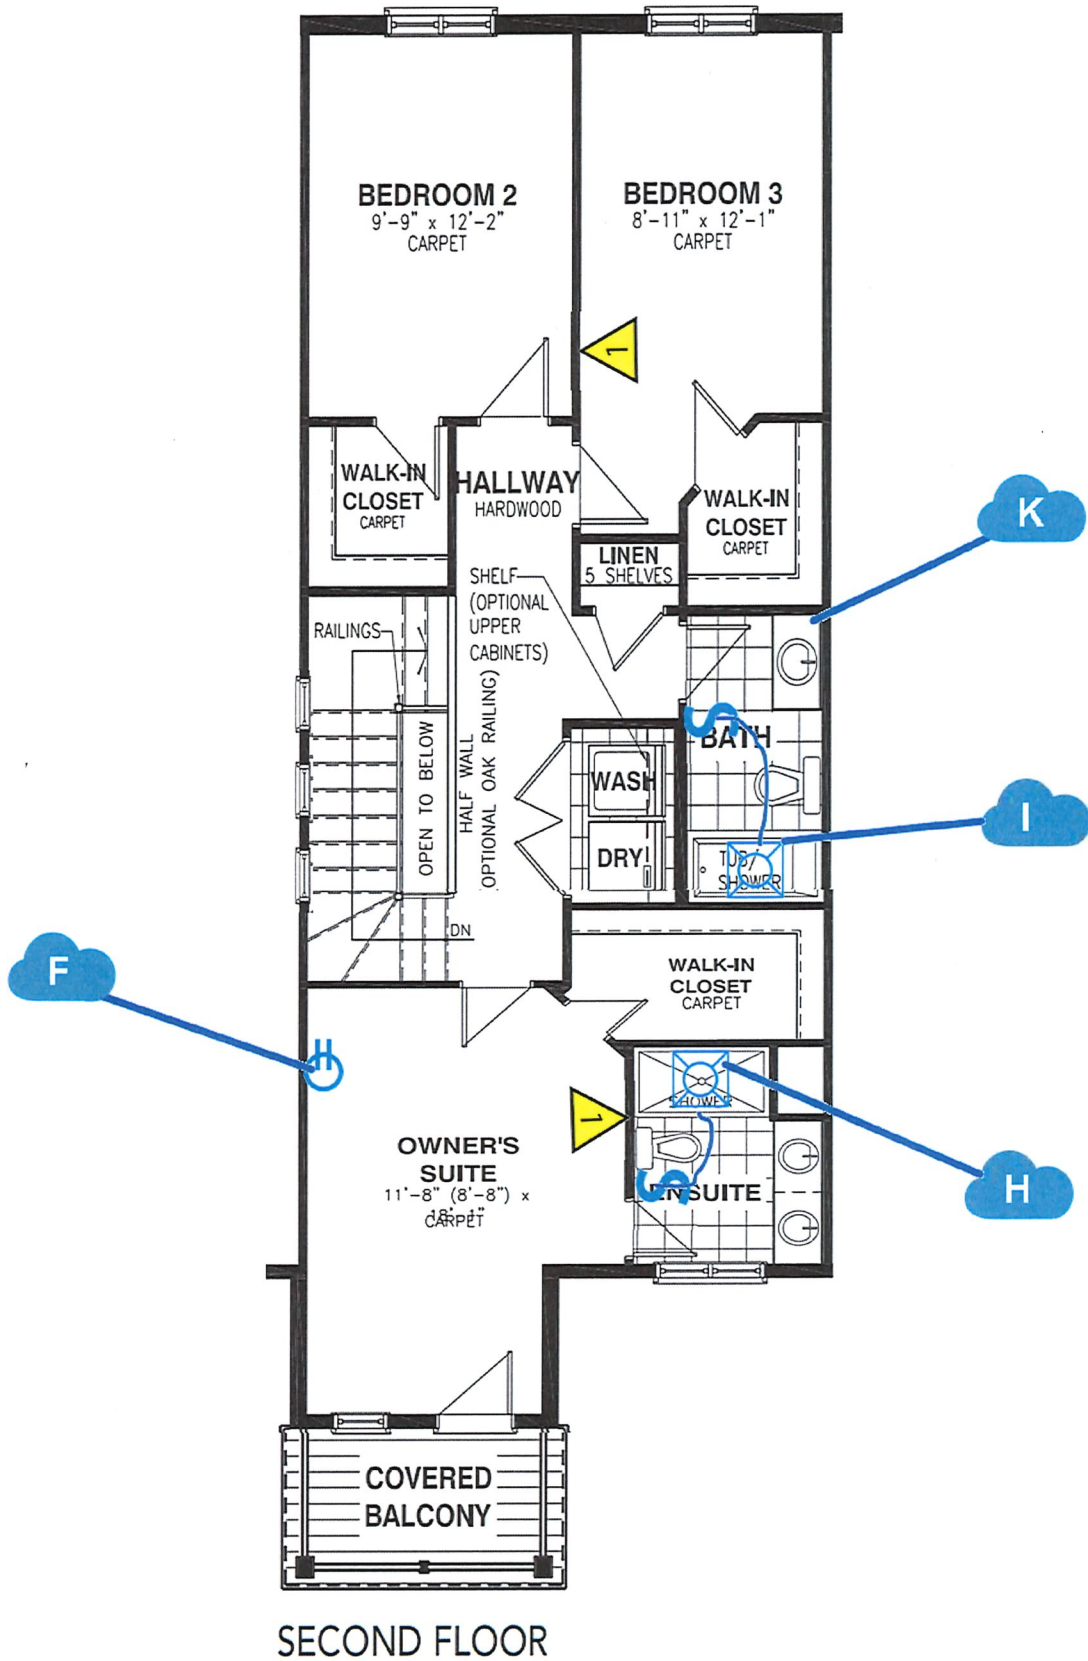 BEDROOM 2
9'-9" x 12'-2"
CARPET
BEDROOM 3
8'-11" x 12'-1"
CARPET
1
WALK-IN
CLOSET
CARPET
HALLWAY
HARDWOOD
WALK-IN
CLOSET
CARPET
K
LINEN
5 SHELVES
SHELF
(OPTIONAL
UPPER
CABINETS)
RAILINGS
OPEN TO BELOW
HALF WALL
(OPTIONAL OAK RAILING)
S
BATH
WASH
DRY
TUB/
SHOWER
I
DN
F
WALK-IN
CLOSET
CARPET
SHOWER
1
OWNER'S
SUITE
11'-8" (8'-8") x
18'-1"
CARPET
S
ENSUITE
H
COVERED
BALCONY
SECOND FLOOR